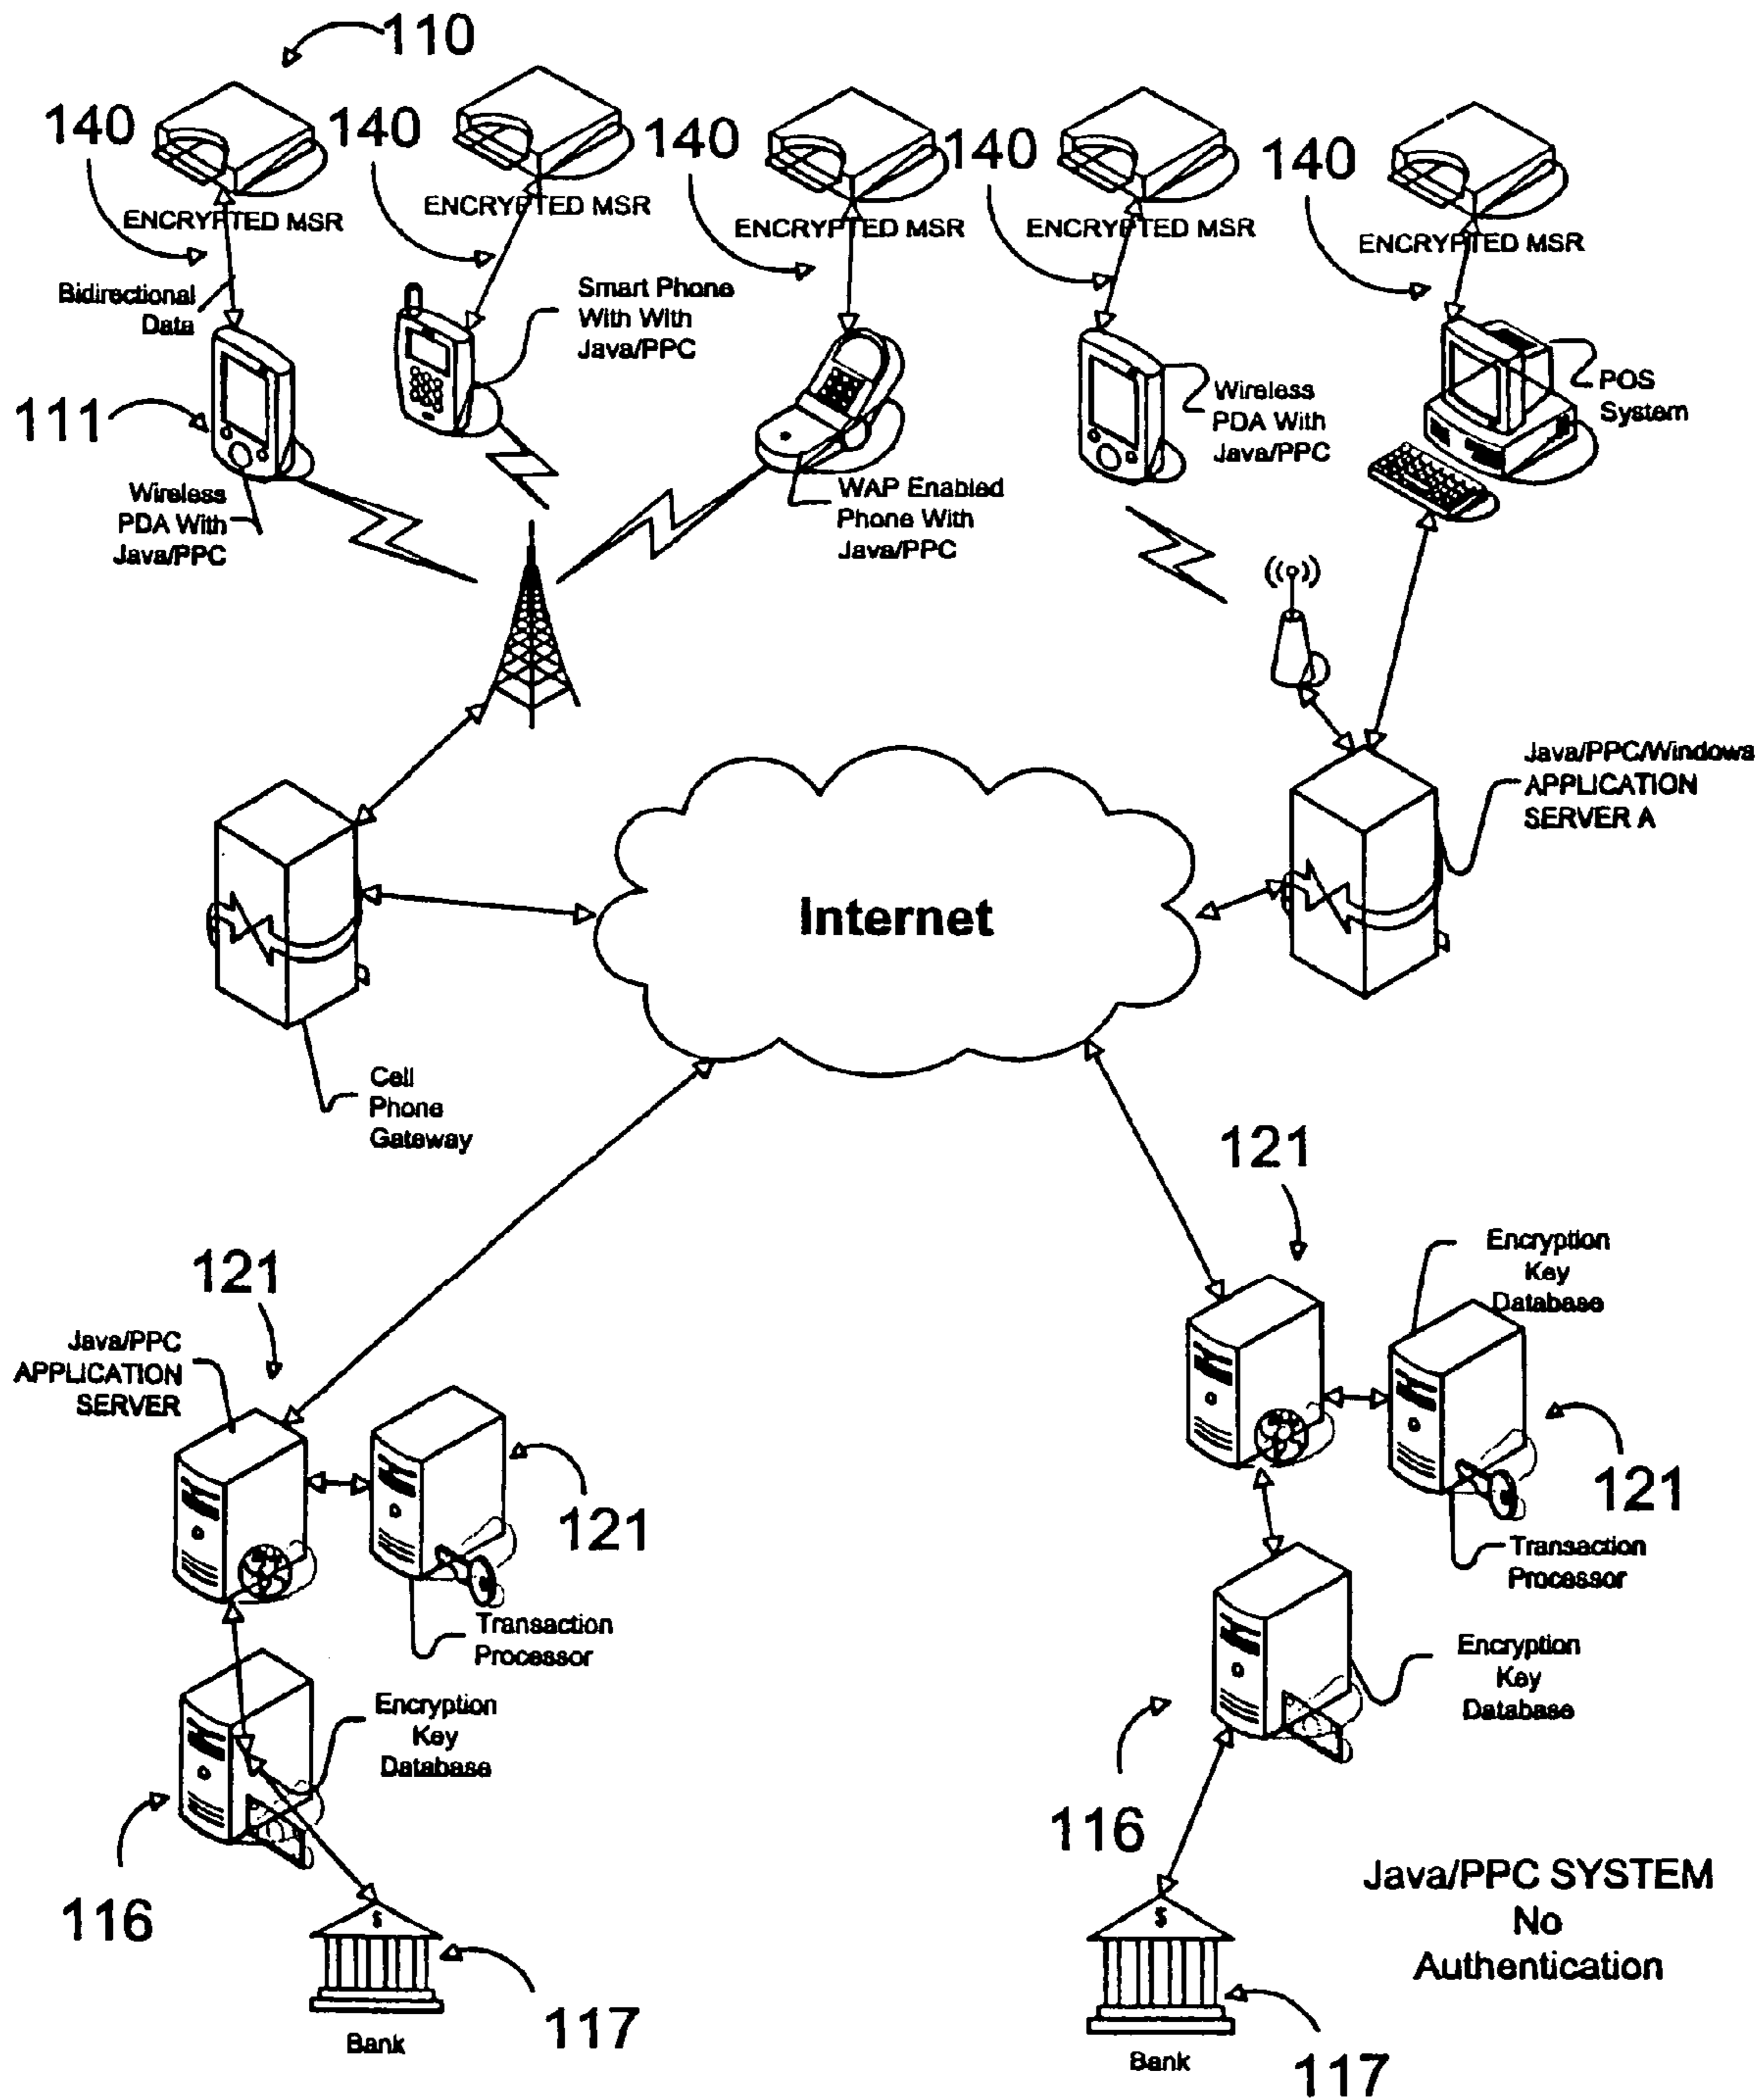 110
140
140
140
140
140
ENCRYPTED MSR
ENCRYPTED MSR
ENCRYPTED MSR
ENCRYPTED MSR
ENCRYPTED MSR
Bidirectional
Data
Smart Phone
With With
Java/PPC
111
Wireless
PDA With
Java/PPC
WAP Enabled
Phone With
Java/PPC
Wireless
PDA With
Java/PPC
POS
System
((o))
Java/PPC/Windows
APPLICATION
SERVER A
Internet
Cell
Phone
Gateway
121
Java/PPC
APPLICATION
SERVER
121
Transaction
Processor
Encryption
Key
Database
116
$
117
Bank
121
Encryption
Key
Database
121
Transaction
Processor
Encryption
Key
Database
116
$
117
Bank
Java/PPC SYSTEM
No
Authentication